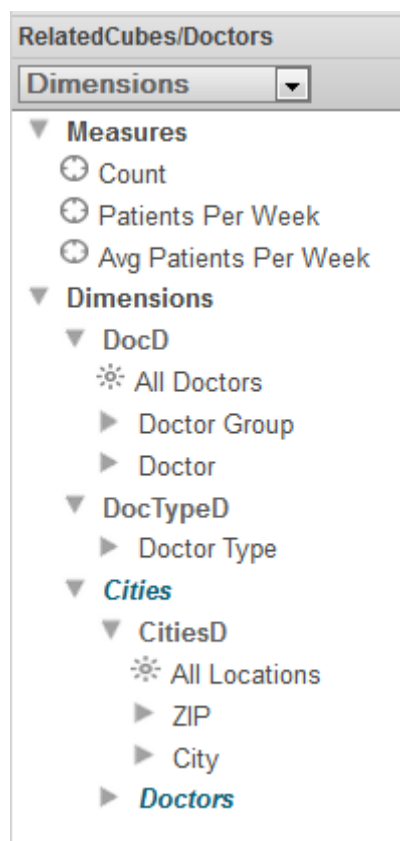 RelatedCubes/Doctors
Dimensions
Measures
Count
Patients Per Week
Avg Patients Per Week
Dimensions
DocD
All Doctors
Doctor Group
Doctor
DocTypeD
Doctor Type
Cities
CitiesD
All Locations
ZIP
City
Doctors